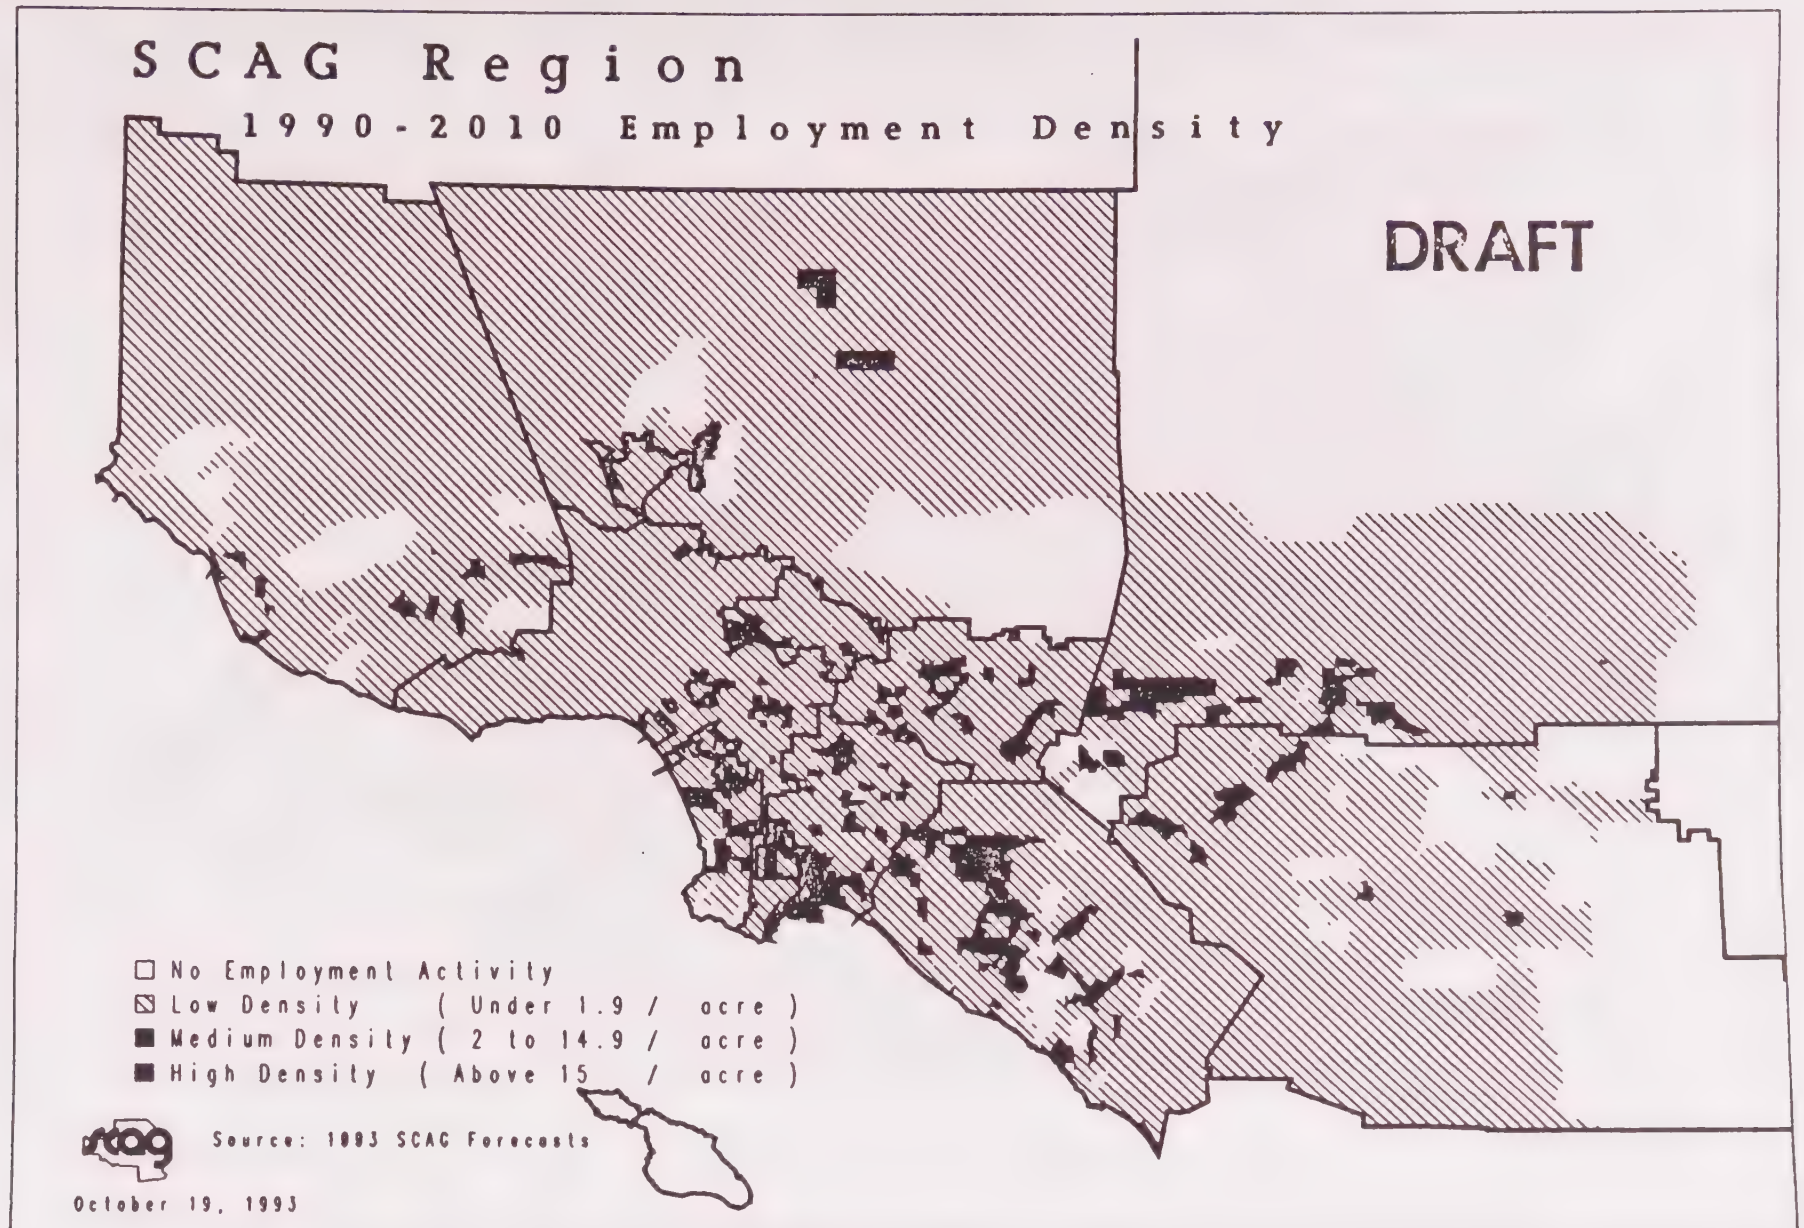 SCAG Region
1990-2010 Employment Density
DRAFT
No Employment Activity
Low Density ( Under 1.9 / acre )
Medium Density ( 2 to 14.9 / acre )
High Density ( Above 15 / acre )
scag
Source: 1993 SCAG Forecasts
October 19, 1993